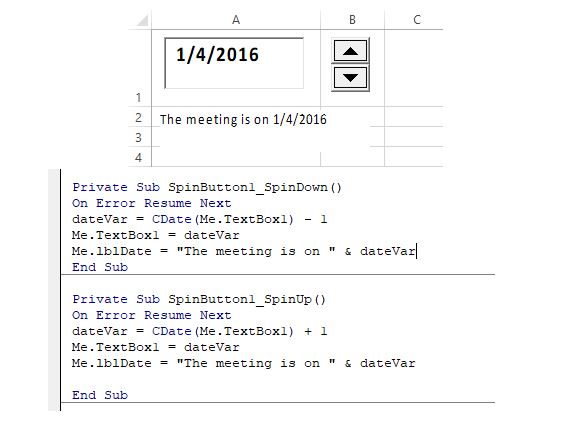 A B C
1/4/2016
1
2 The meeting is on 1/4/2016
3
4
Private Sub SpinButton1_SpinDown()
On Error Resume Next
dateVar = CDate(Me.TextBox1) - 1
Me.TextBox1 = dateVar
Me.lblDate = "The meeting is on " & dateVar
End Sub
Private Sub SpinButton1_SpinUp()
On Error Resume Next
dateVar = CDate(Me.TextBox1) + 1
Me.TextBox1 = dateVar
Me.lblDate = "The meeting is on " & dateVar
End Sub